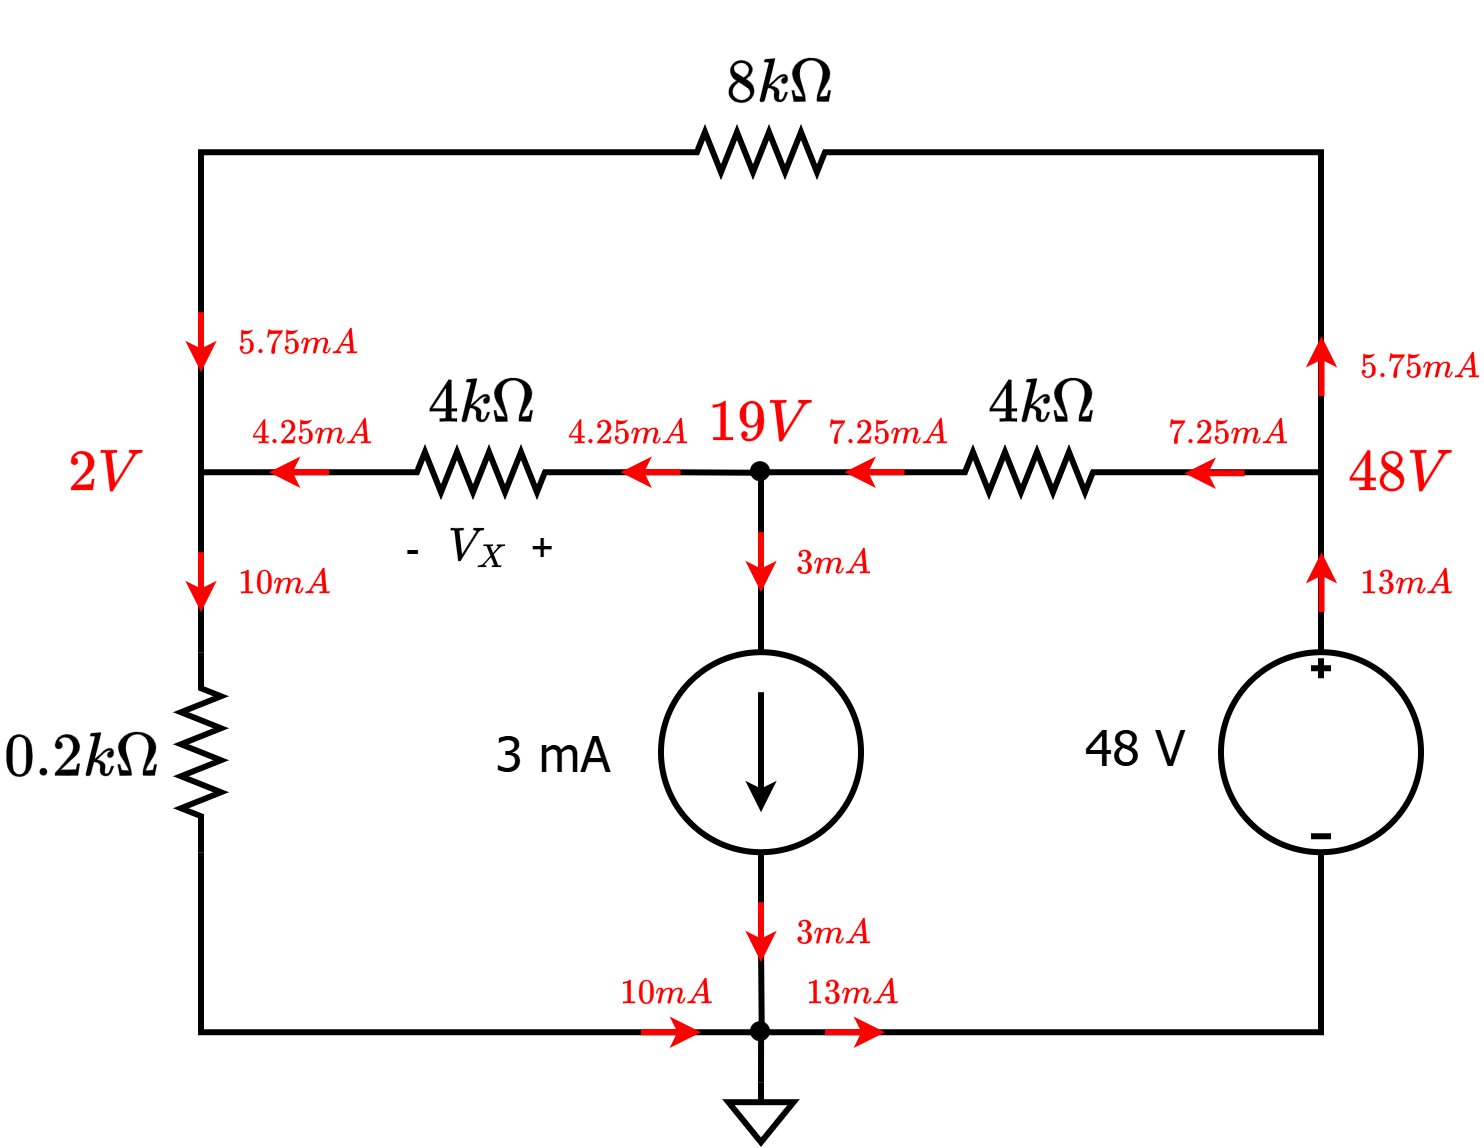 8kΩ
5.75mA
5.75mA
4kΩ
4kΩ
4.25mA
4.25mA
19V
7.25mA
7.25mA
2V
48V
- V_X +
3mA
10mA
13mA
+
0.2kΩ
3 mA
48 V
-
3mA
10mA
13mA